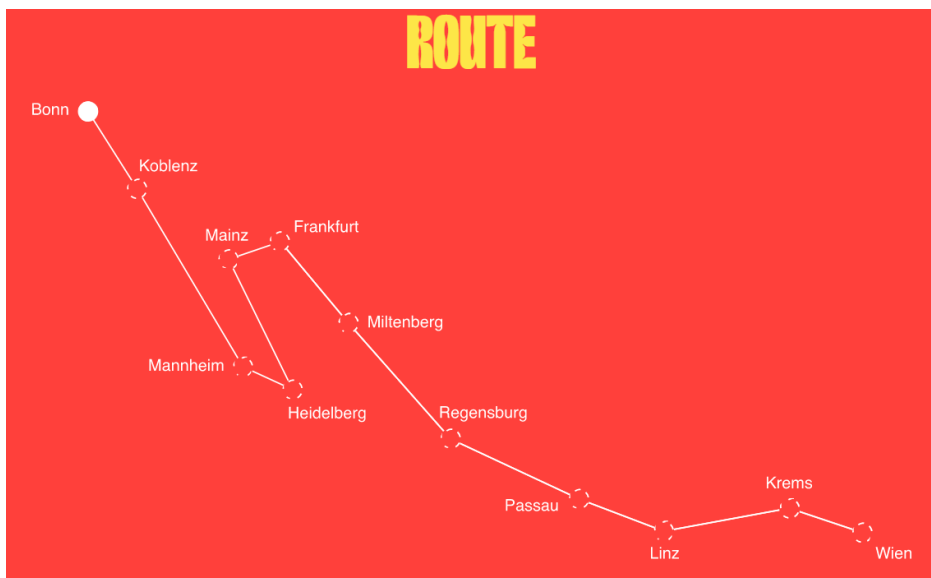 ROUTE
Bonn
Koblenz
Mainz
Frankfurt
Miltenberg
Mannheim
Heidelberg
Regensburg
Passau
Linz
Krems
Wien